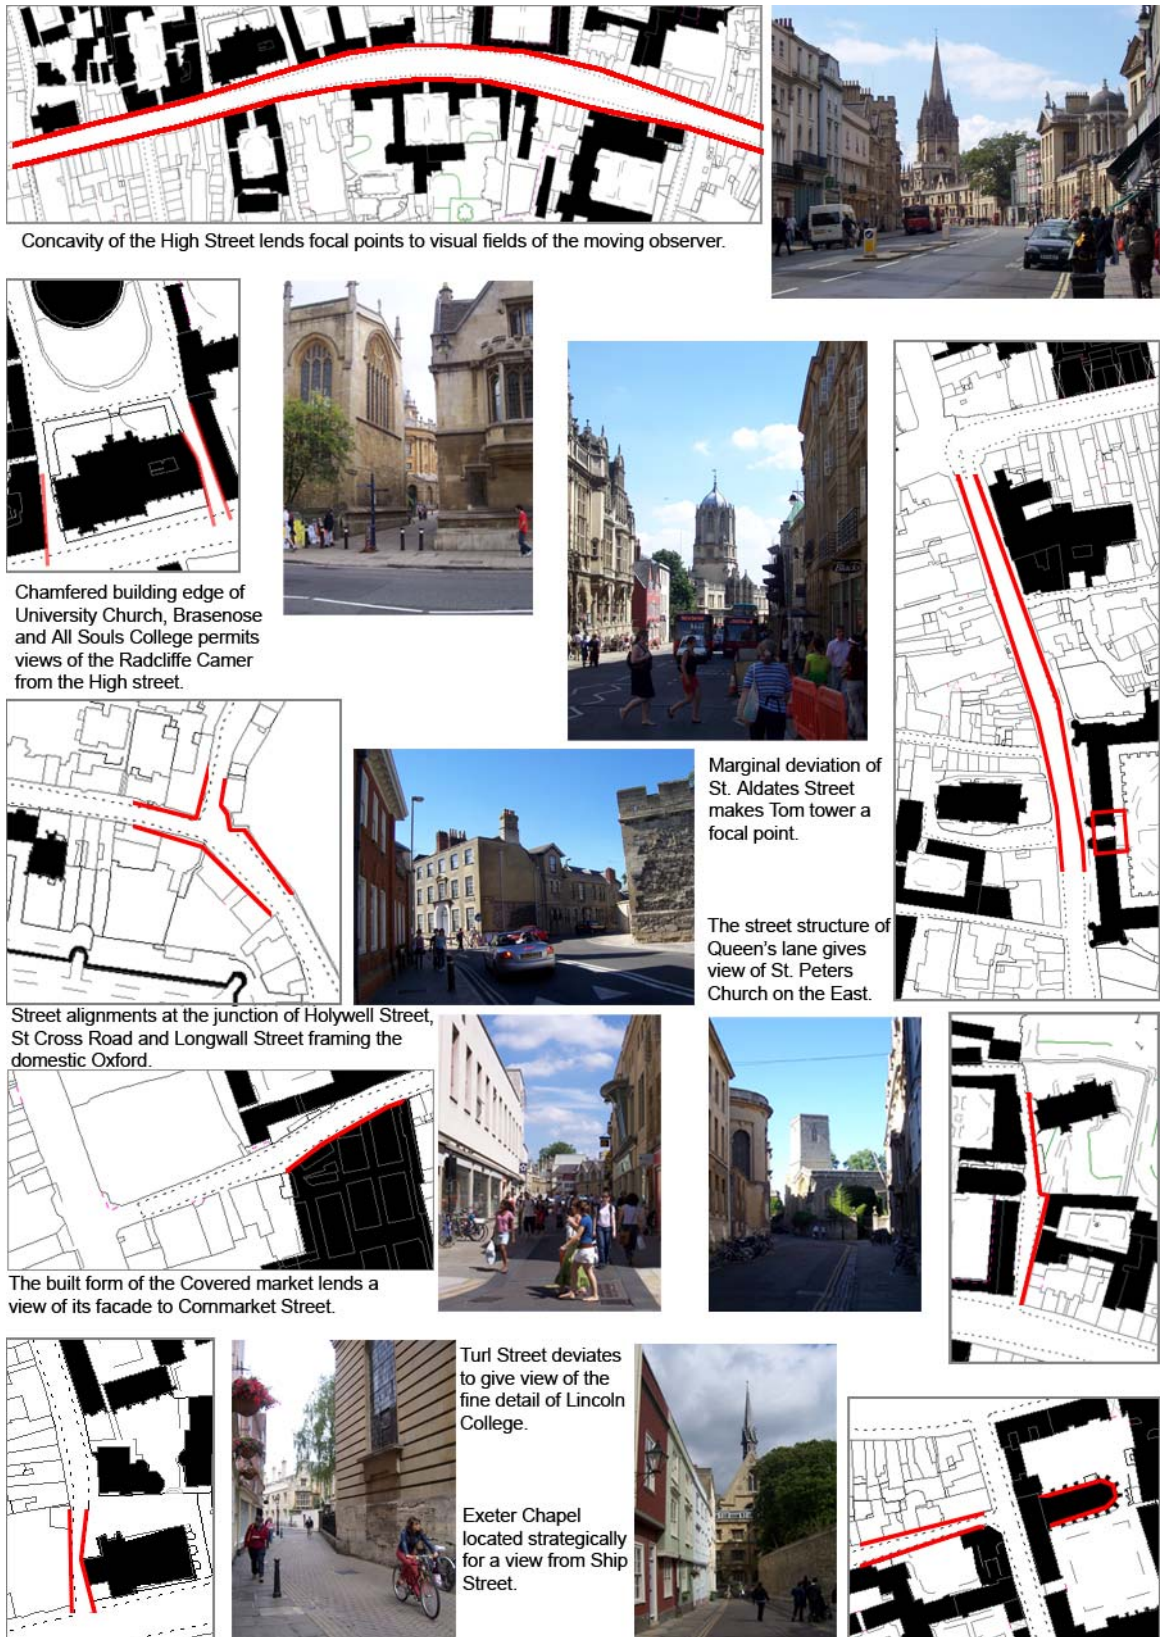 Concavity of the High Street lends focal points to visual fields of the moving observer.
Chamfered building edge of
University Church, Brasenose
and All Souls College permits
views of the Radcliffe Camer
from the High street.
Marginal deviation of
St. Aldates Street
makes Tom tower a
focal point.
The street structure of
Queen's lane gives
view of St. Peters
Church on the East.
Street alignments at the junction of Holywell Street,
St Cross Road and Longwall Street framing the
domestic Oxford.
The built form of the Covered market lends a
view of its facade to Cornmarket Street.
Turl Street deviates
to give view of the
fine detail of Lincoln
College.
Exeter Chapel
located strategically
for a view from Ship
Street.